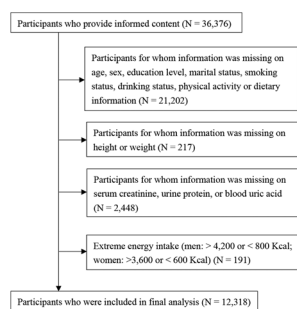 Participants who provide informed content (N = 36,376)
Participants for whom information was missing on
age, sex, education level, marital status, smoking
status, drinking status, physical activity or dietary
information (N = 21,202)
Participants for whom information was missing on
height or weight (N = 217)
Participants for whom information was missing on
serum creatinine, urine protein, or blood uric acid
(N = 2,448)
Extreme energy intake (men: > 4,200 or < 800 Kcal;
women: >3,600 or < 600 Kcal) (N = 191)
Participants who were included in final analysis (N = 12,318)